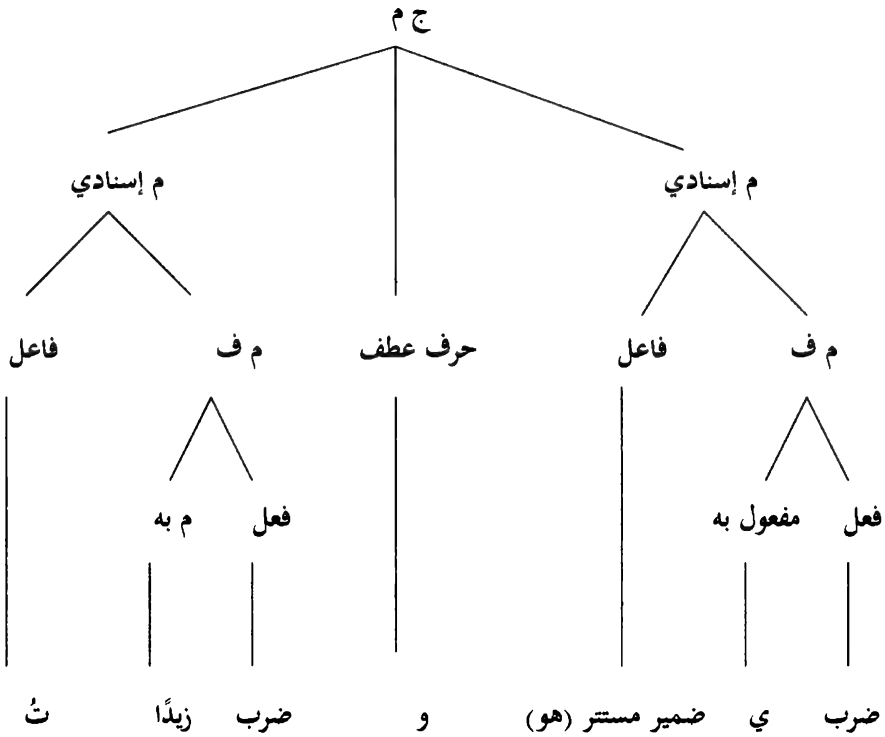 ج م
م إسنادي م إسنادي
م ف فاعل حرف عطف م ف فاعل
فعل مفعول به فعل م به
ضرب ي ضمير مستتر (هو) و ضرب زيدًا تُ